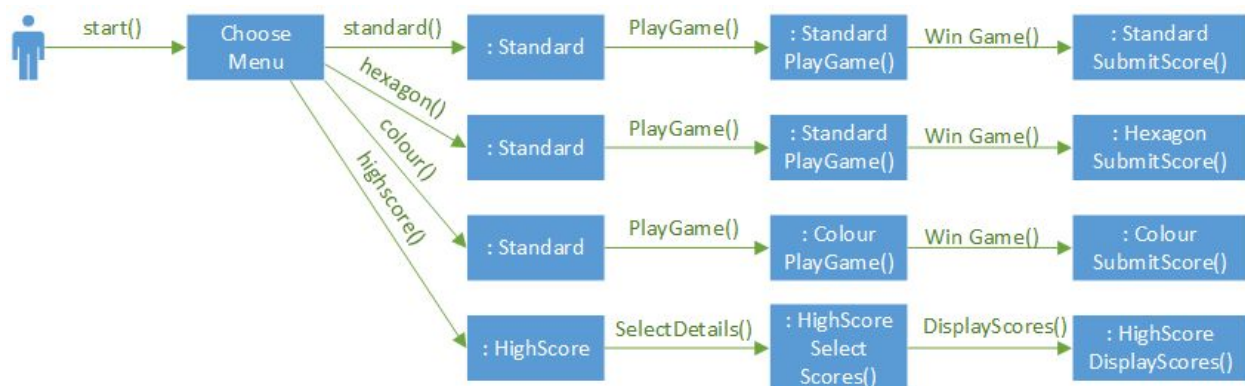 start()
Choose
Menu
standard()
: Standard
PlayGame()
: Standard
PlayGame()
Win Game()
: Standard
SubmitScore()
hexagon()
: Standard
PlayGame()
: Standard
PlayGame()
Win Game()
: Hexagon
SubmitScore()
colour()
: Standard
PlayGame()
: Colour
PlayGame()
Win Game()
: Colour
SubmitScore()
highscore()
: HighScore
SelectDetails()
: HighScore
Select
Scores()
DisplayScores()
: HighScore
DisplayScores()